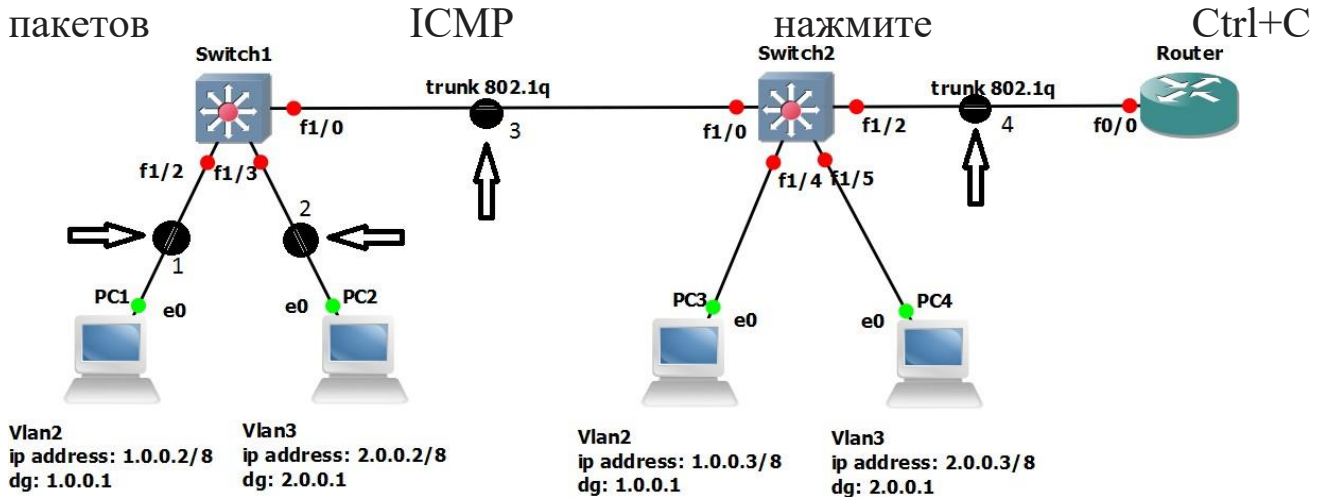 пакетов ICMP нажмите Ctrl+C
Switch1
Switch2
Router
trunk 802.1q
trunk 802.1q
f1/0
3
f1/0
f1/2
4
f0/0
f1/2
f1/3
f1/4
f1/5
1
2
PC1
e0
PC2
e0
PC3
e0
PC4
e0
Vlan2
ip address: 1.0.0.2/8
dg: 1.0.0.1
Vlan3
ip address: 2.0.0.2/8
dg: 2.0.0.1
Vlan2
ip address: 1.0.0.3/8
dg: 1.0.0.1
Vlan3
ip address: 2.0.0.3/8
dg: 2.0.0.1